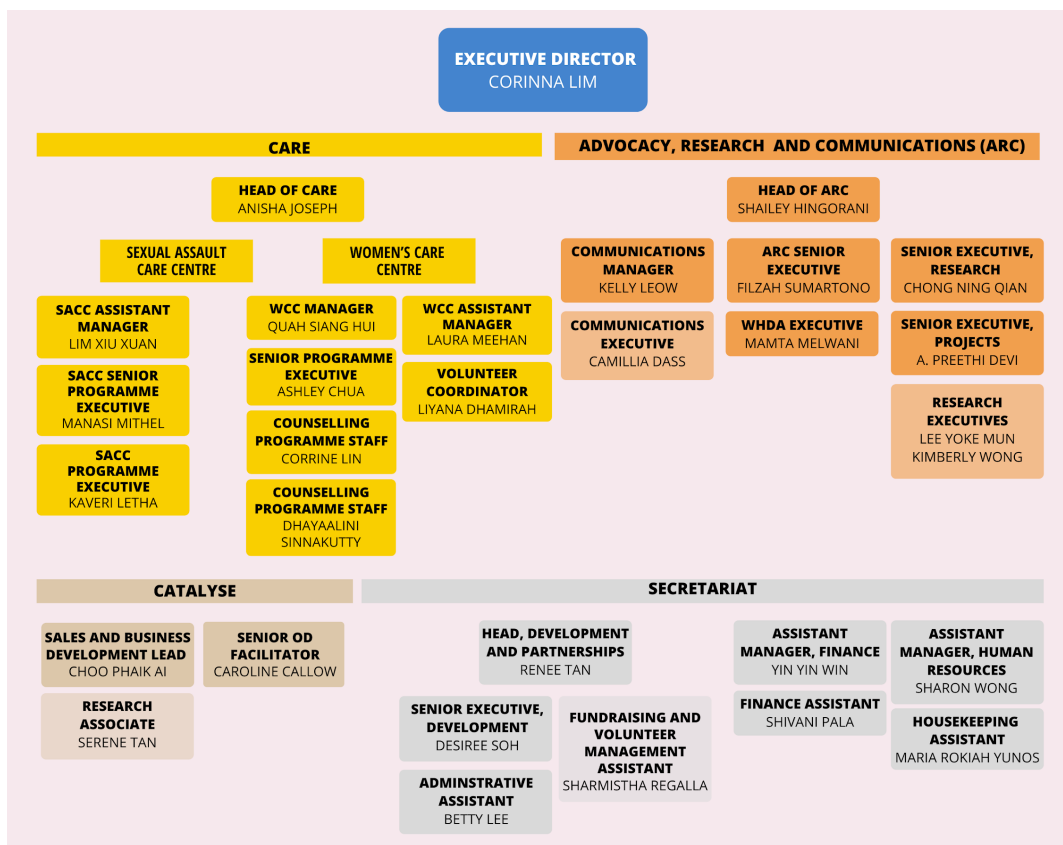 EXECUTIVE DIRECTOR
CORINNA LIM
CARE
HEAD OF CARE
ANISHA JOSEPH
SEXUAL ASSAULT
CARE CENTRE
SACC ASSISTANT
MANAGER
LIM XIU XUAN
SACC SENIOR
PROGRAMME
EXECUTIVE
MANASI MITHEL
SACC
PROGRAMME
EXECUTIVE
KAVERI LETHA
WOMEN'S CARE
CENTRE
WCC MANAGER
QUAH SIANG HUI
SENIOR PROGRAMME
EXECUTIVE
ASHLEY CHUA
COUNSELLING
PROGRAMME STAFF
CORRINE LIN
COUNSELLING
PROGRAMME STAFF
DHAYAALINI
SINNAKUTTY
WCC ASSISTANT
MANAGER
LAURA MEEHAN
VOLUNTEER
COORDINATOR
LIYANA DHAMIRAH
ADVOCACY, RESEARCH AND COMMUNICATIONS (ARC)
HEAD OF ARC
SHAILEY HINGORANI
COMMUNICATIONS
MANAGER
KELLY LEOW
COMMUNICATIONS
EXECUTIVE
CAMILLIA DASS
ARC SENIOR
EXECUTIVE
FILZAH SUMARTONO
WHDA EXECUTIVE
MAMTA MELWANI
SENIOR EXECUTIVE,
RESEARCH
CHONG NING QIAN
SENIOR EXECUTIVE,
PROJECTS
A. PREETHI DEVI
RESEARCH
EXECUTIVES
LEE YOKE MUN
KIMBERLY WONG
CATALYSE
SALES AND BUSINESS
DEVELOPMENT LEAD
CHOO PHAIK AI
RESEARCH
ASSOCIATE
SERENE TAN
SENIOR OD
FACILITATOR
CAROLINE CALLOW
SECRETARIAT
HEAD, DEVELOPMENT
AND PARTNERSHIPS
RENEE TAN
SENIOR EXECUTIVE,
DEVELOPMENT
DESIREE SOH
ADMINSTRATIVE
ASSISTANT
BETTY LEE
FUNDRAISING AND
VOLUNTEER
MANAGEMENT
ASSISTANT
SHARMISTHA REGALLA
ASSISTANT
MANAGER, FINANCE
YIN YIN WIN
FINANCE ASSISTANT
SHIVANI PALA
ASSISTANT
MANAGER, HUMAN
RESOURCES
SHARON WONG
HOUSEKEEPING
ASSISTANT
MARIA ROKIAH YUNOS